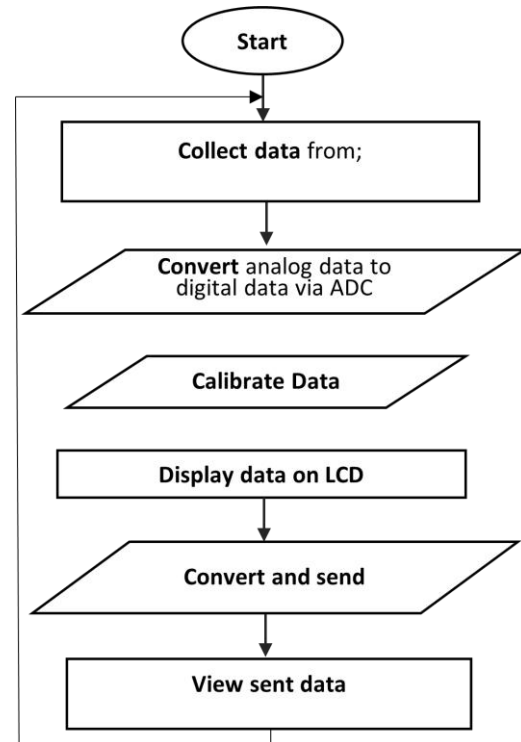 Start
Collect data from;
Convert analog data to
digital data via ADC
Calibrate Data
Display data on LCD
Convert and send
View sent data